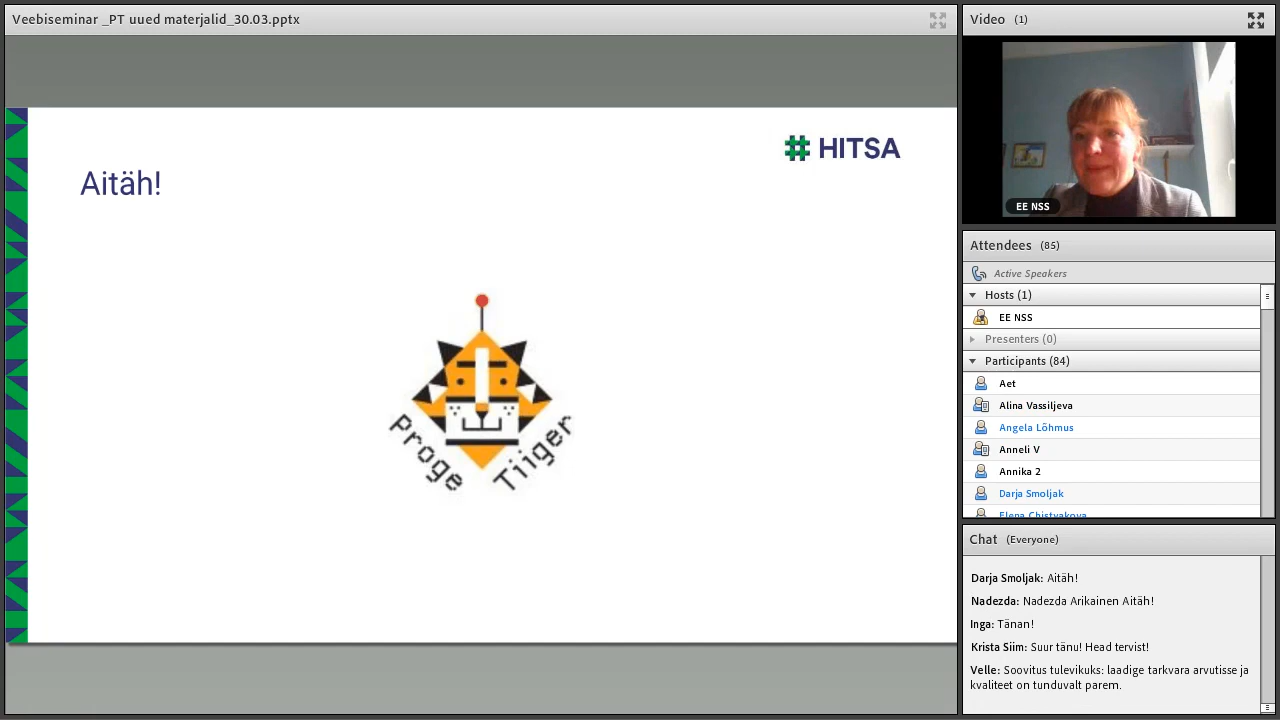 Veebiseminar _PT uued materjalid_30.03.pptx
Aitäh!
HITSA
Proge Tiiger
Video (1)
EE NSS
Attendees (85)
Active Speakers
Hosts (1)
EE NSS
Presenters (0)
Participants (84)
Aet
Alina Vassiljeva
Angela Lõhmus
Anneli V
Annika 2
Darja Smoljak
Elena Chistyakova
Chat (Everyone)
Darja Smoljak: Aitäh!
Nadezda: Nadezda Arikainen Aitäh!
Inga: Tänan!
Krista Siim: Suur tänu! Head tervist!
Velle: Soovitus tulevikuks: laadige tarkvara arvutisse ja
kvaliteet on tunduvalt parem.